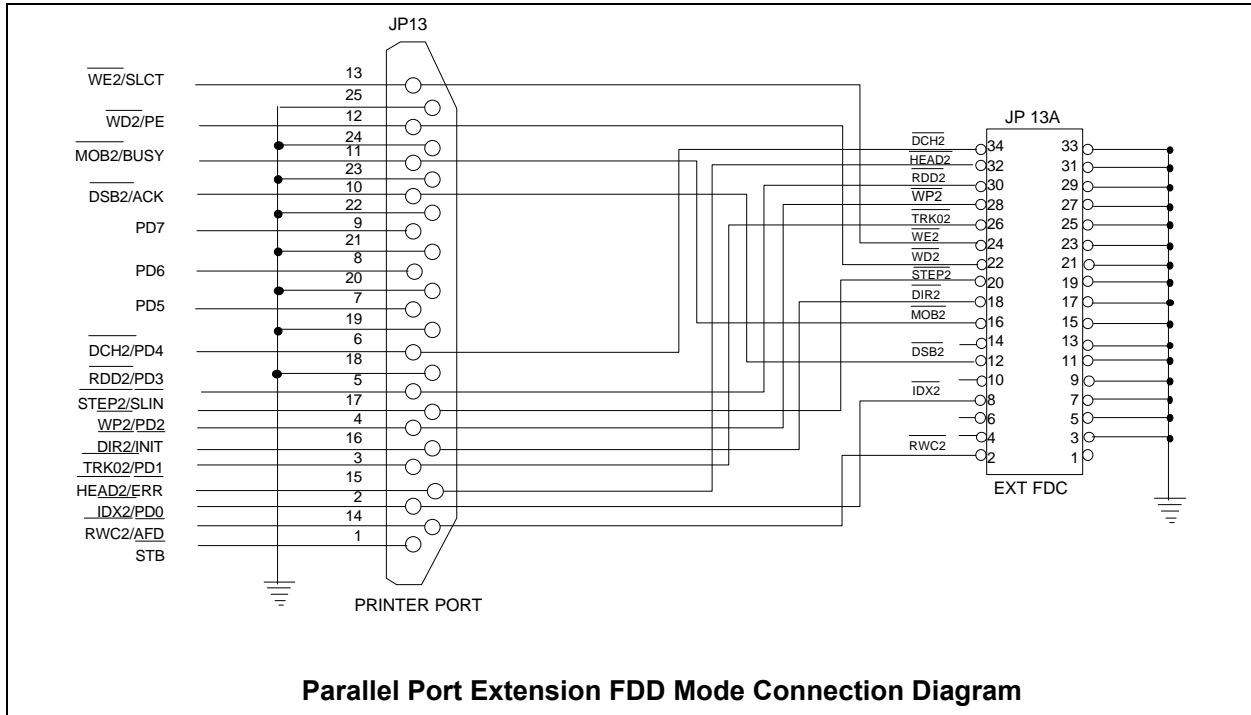 JP13
WE2/SLCT
WD2/PE
MOB2/BUSY
DSB2/ACK
PD7
PD6
PD5
DCH2/PD4
RDD2/PD3
STEP2/SLIN
WP2/PD2
DIR2/INIT
TRK02/PD1
HEAD2/ERR
IDX2/PD0
RWC2/AFD
STB
13
25
12
24
11
23
10
22
9
21
8
20
7
19
6
18
5
17
4
16
3
15
2
14
1
PRINTER PORT
JP 13A
DCH2
HEAD2
RDD2
WP2
TRK02
WE2
WD2
STEP2
DIR2
MOB2
DSB2
IDX2
RWC2
34 33
32 31
30 29
28 27
26 25
24 23
22 21
20 19
18 17
16 15
14 13
12 11
10 9
8 7
6 5
4 3
2 1
EXT FDC
Parallel Port Extension FDD Mode Connection Diagram